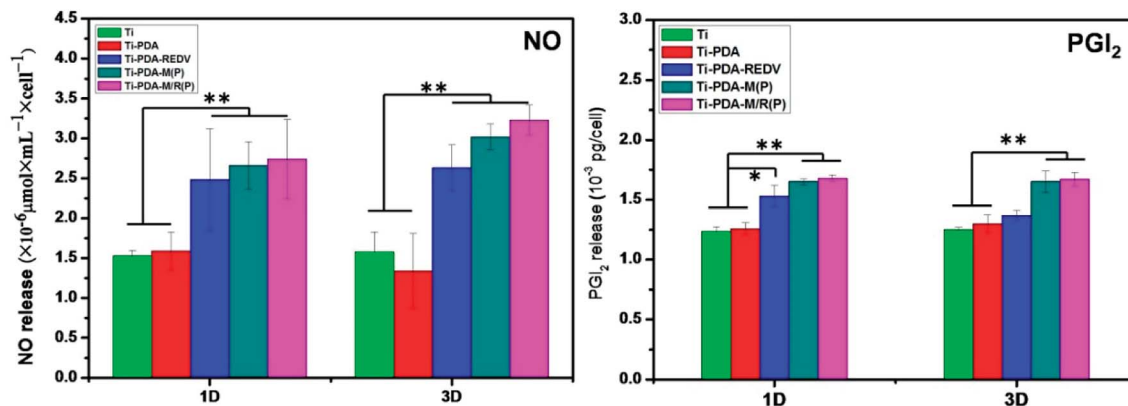 NO release (×10⁻⁶μmol×mL⁻¹×cell⁻¹)
4.5
4.0
3.5
3.0
2.5
2.0
1.5
1.0
0.5
0.0
Ti
Ti-PDA
Ti-PDA-REDV
Ti-PDA-M(P)
Ti-PDA-M/R(P)
NO
**
**
1D
3D
PGI₂ release (10⁻³ pg/cell)
3.0
2.5
2.0
1.5
1.0
0.5
0.0
Ti
Ti-PDA
Ti-PDA-REDV
Ti-PDA-M(P)
Ti-PDA-M/R(P)
PGI₂
**
*
**
1D
3D